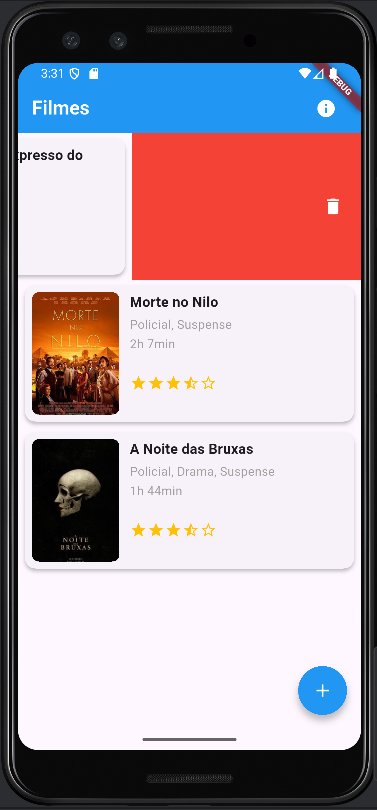 3:31
DEBUG
Filmes
xpresso do
Morte no Nilo
Policial, Suspense
2h 7min
MORTE
NO
NILO
A Noite das Bruxas
Policial, Drama, Suspense
1h 44min
A
NOITE
DAS
BRUXAS